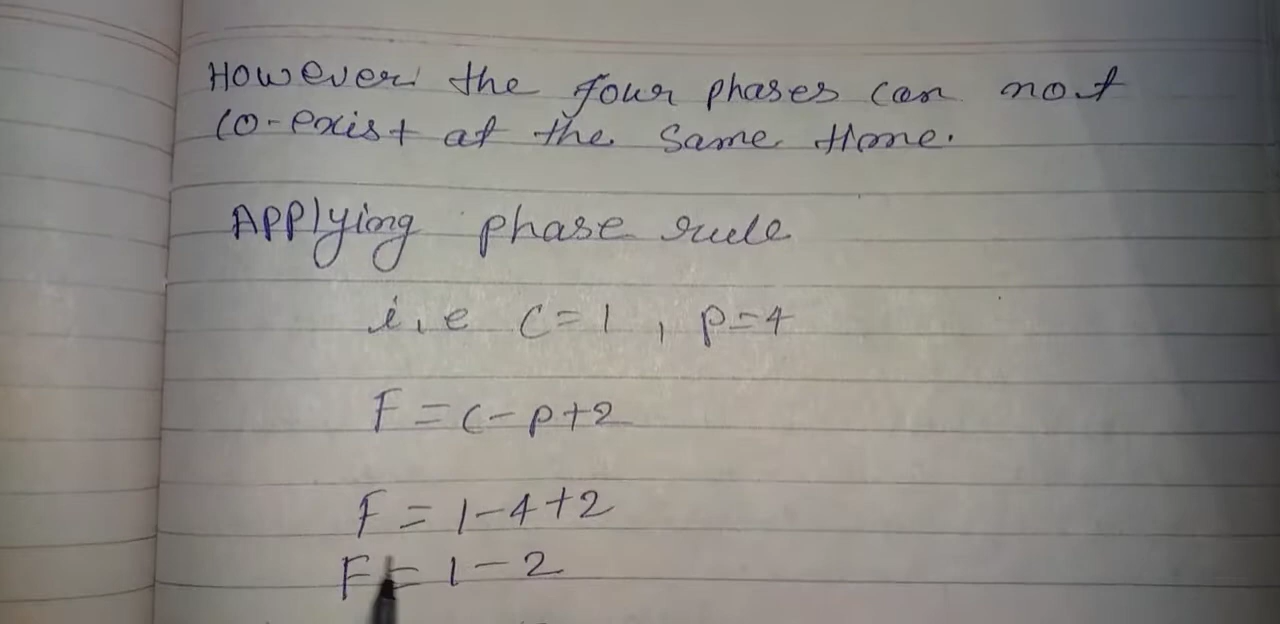 However the four phases can not
co-exist at the same time.
Applying phase rule
i.e C=1, P=4
F=C-P+2
F=1-4+2
F=1-2